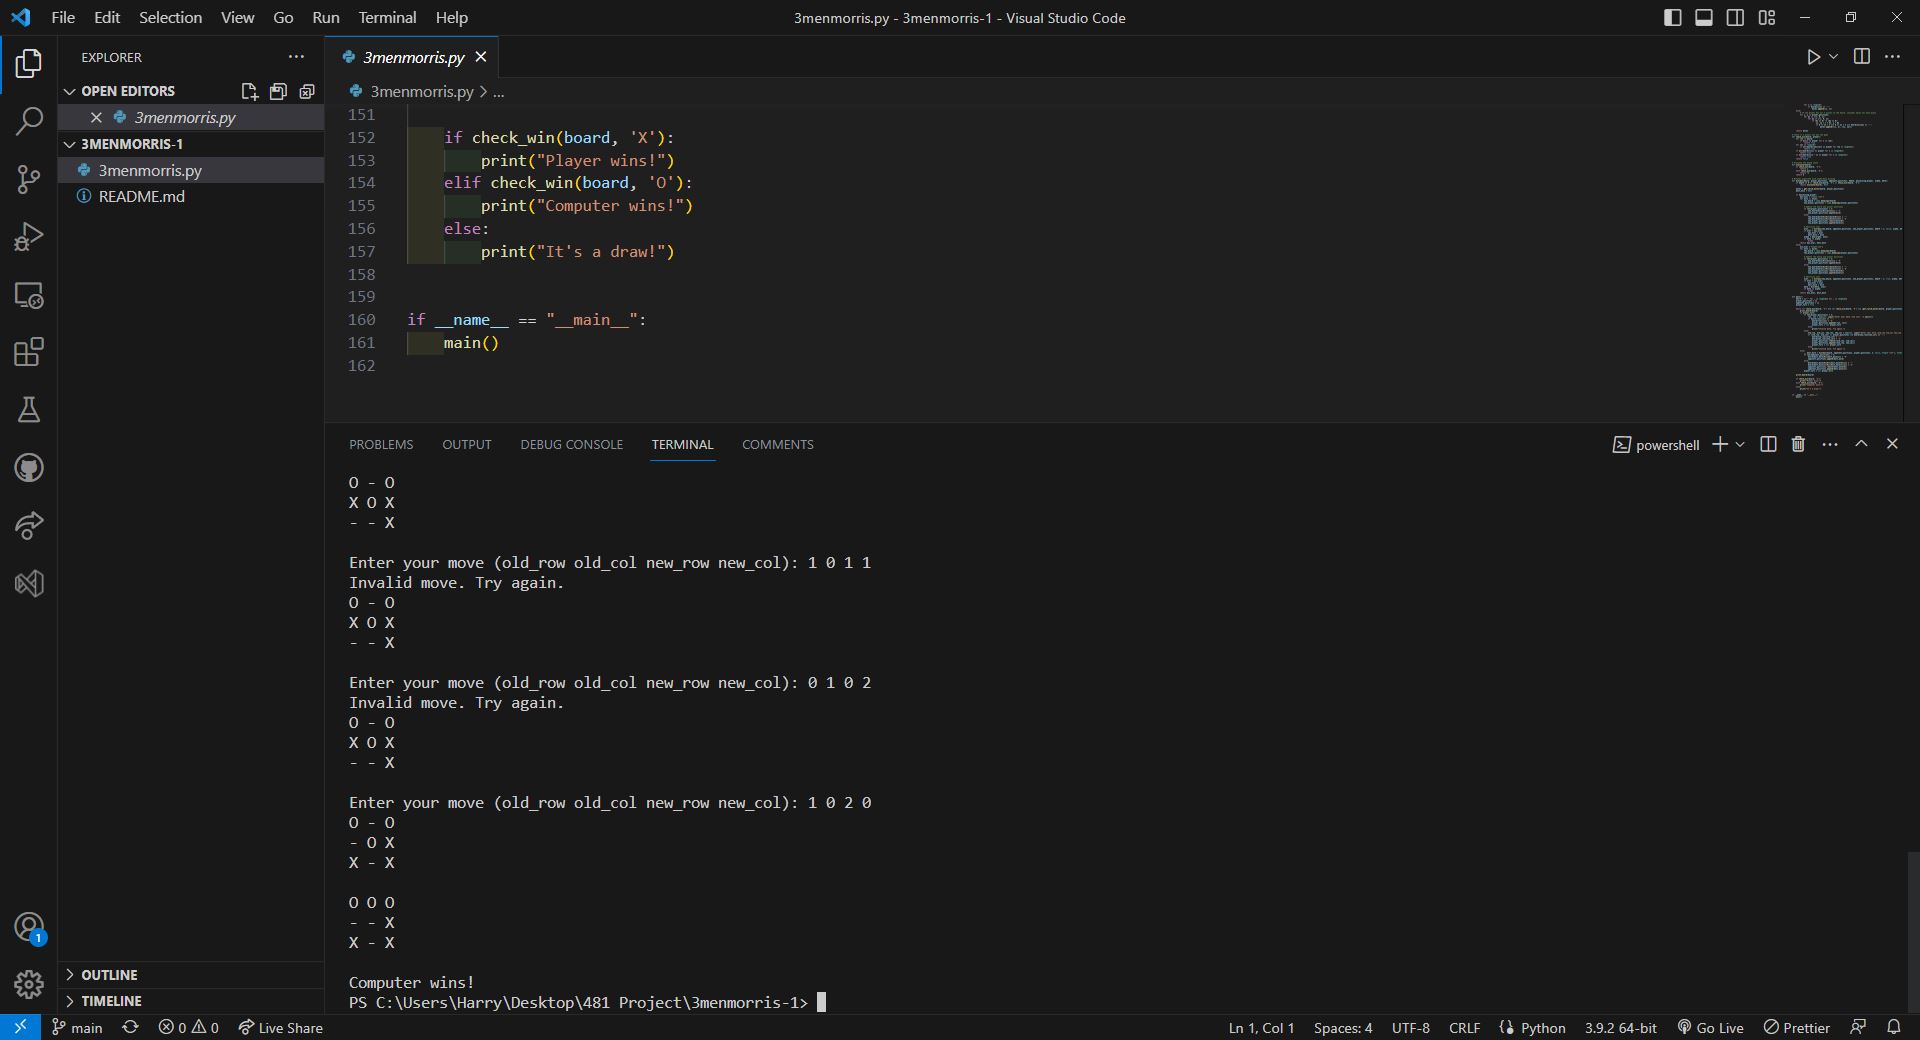 File Edit Selection View Go Run Terminal Help
3menmorris.py - 3menmorris-1 - Visual Studio Code
EXPLORER
OPEN EDITORS
3menmorris.py
3MENMORRIS-1
3menmorris.py
README.md
OUTLINE
TIMELINE
1
3menmorris.py
3menmorris.py > ...
151
152 if check_win(board, 'X'):
153 print("Player wins!")
154 elif check_win(board, 'O'):
155 print("Computer wins!")
156 else:
157 print("It's a draw!")
158
159
160 if __name__ == "__main__":
161 main()
162
PROBLEMS OUTPUT DEBUG CONSOLE TERMINAL COMMENTS
powershell
O - O
X O X
- - X
Enter your move (old_row old_col new_row new_col): 1 0 1 1
Invalid move. Try again.
O - O
X O X
- - X
Enter your move (old_row old_col new_row new_col): 0 1 0 2
Invalid move. Try again.
O - O
X O X
- - X
Enter your move (old_row old_col new_row new_col): 1 0 2 0
O - O
- O X
X - X
O O O
- - X
X - X
Computer wins!
PS C:\Users\Harry\Desktop\481 Project\3menmorris-1>
main 0 0 Live Share
Ln 1, Col 1 Spaces: 4 UTF-8 CRLF Python 3.9.2 64-bit Go Live Prettier